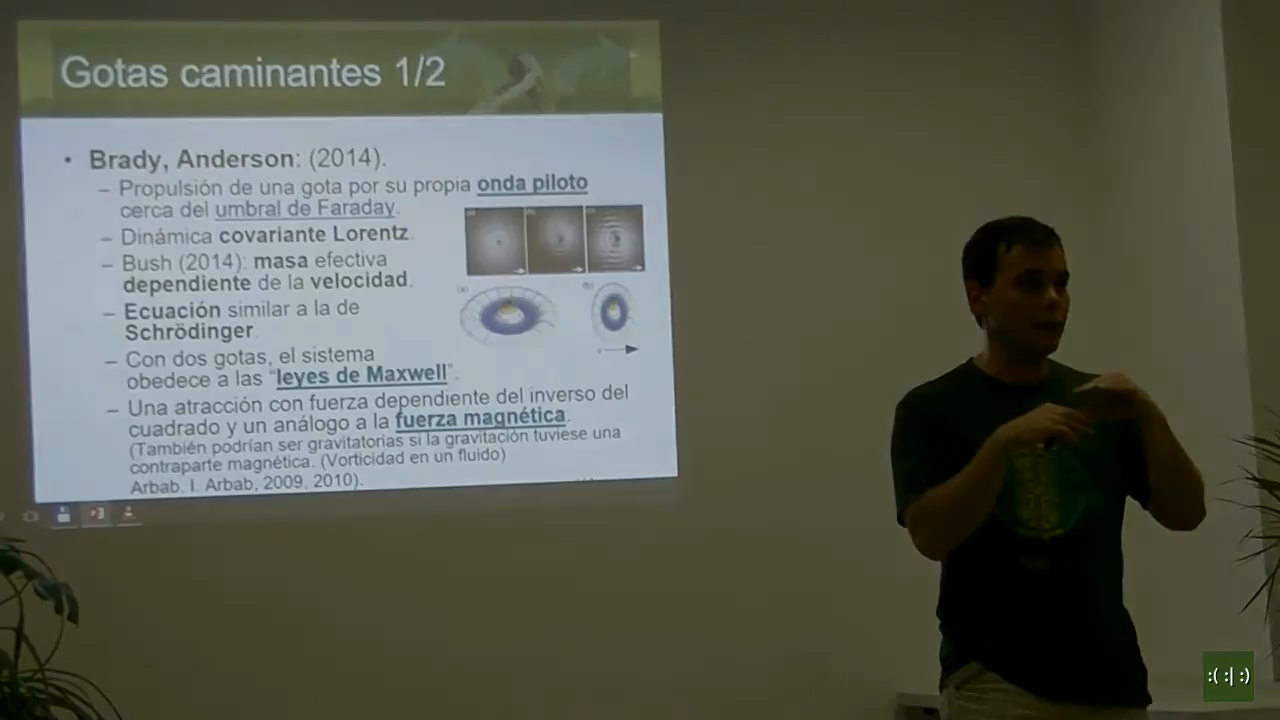 Gotas caminantes 1/2
• Brady, Anderson: (2014).
– Propulsión de una gota por su propia onda piloto
cerca del umbral de Faraday.
– Dinámica covariante Lorentz.
– Bush (2014): masa efectiva
dependiente de la velocidad.
– Ecuación similar a la de
Schrödinger.
– Con dos gotas, el sistema
obedece a las “leyes de Maxwell”.
– Una atracción con fuerza dependiente del inverso del
cuadrado y un análogo a la fuerza magnética.
(También podrían ser gravitatorias si la gravitación tuviese una
contraparte magnética. (Vorticidad en un fluido)
Arbab. I. Arbab, 2009, 2010).
(a)
:( :| :)